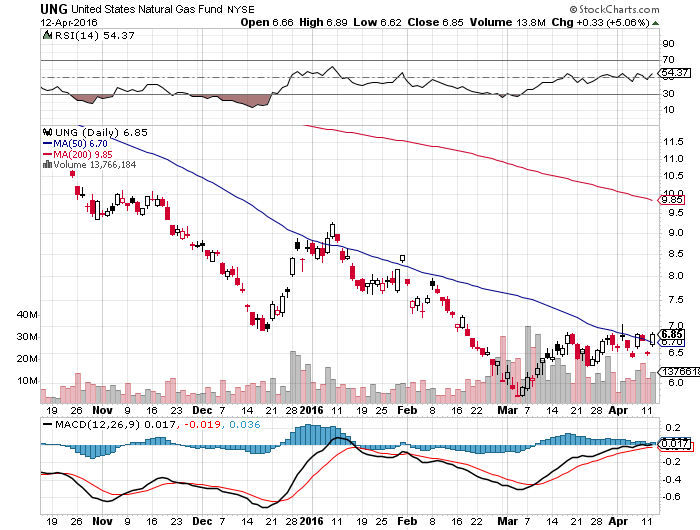 UNG United States Natural Gas Fund NYSE © StockCharts.com
12-Apr-2016 Open 6.66 High 6.89 Low 6.62 Close 6.85 Volume 13.8M Chg +0.33 (+5.06%)
RSI(14) 54.37
90
70
54.37
50
30
10
UNG (Daily) 6.85
MA(50) 6.70
MA(200) 9.85
Volume 13,766,184
11.5
11.0
10.5
10.0
9.85
9.5
9.0
8.5
8.0
7.5
7.0
6.85
6.70
6.5
6.0
40M
30M
20M
10M
1376618
19 26 Nov 9 16 23 Dec 7 14 21 28 2016 11 19 25 Feb 8 16 22 Mar 7 14 21 28 Apr 11
MACD(12,26,9) 0.017, -0.019, 0.036
0.2
0.017
-0.2
-0.4
-0.6
19 26 Nov 9 16 23 Dec 7 14 21 28 2016 11 19 25 Feb 8 16 22 Mar 7 14 21 28 Apr 11